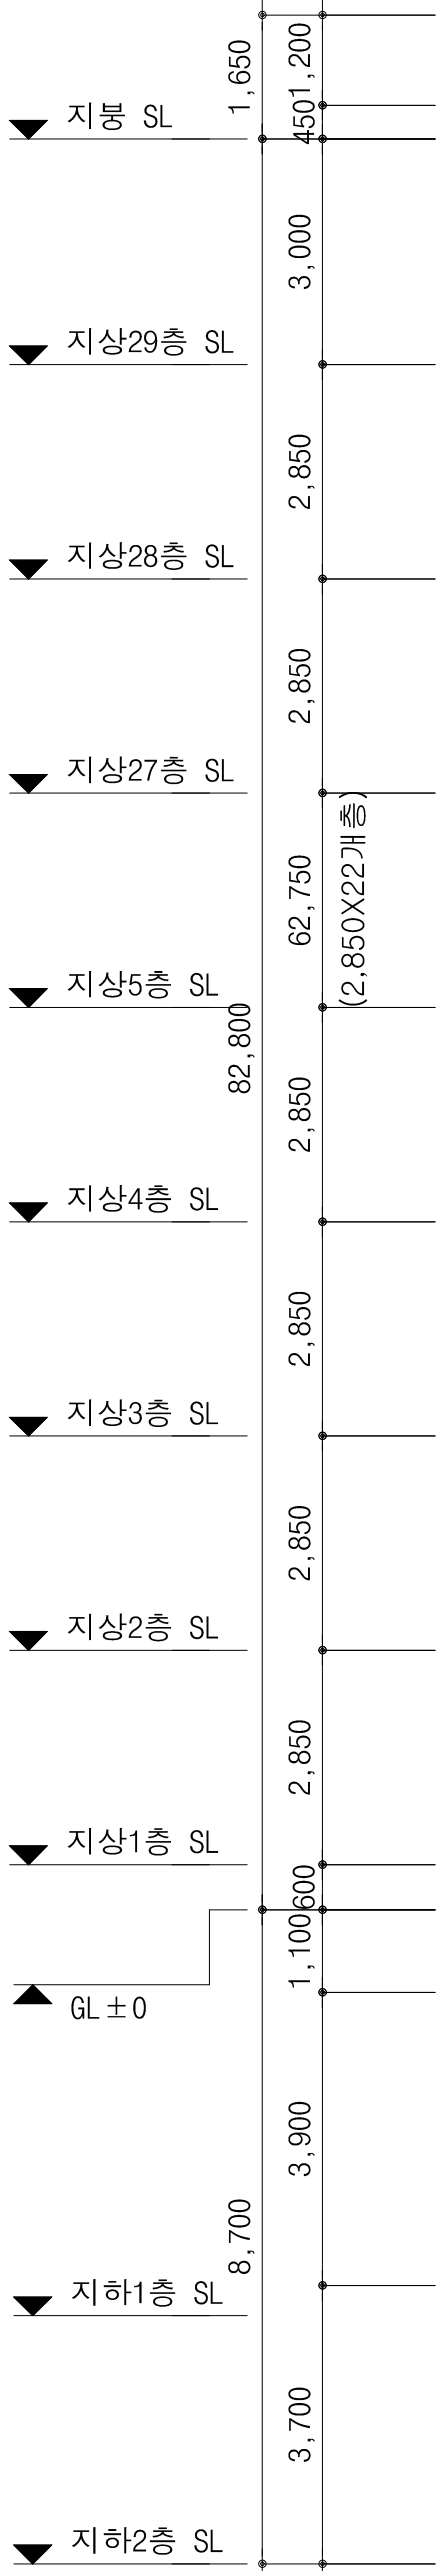 1,650
1,200
지붕 SL
450
3,000
지상29층 SL
2,850
지상28층 SL
2,850
지상27층 SL
62,750
(2,850X22개층)
지상5층 SL
82,800
2,850
지상4층 SL
2,850
지상3층 SL
2,850
지상2층 SL
2,850
지상1층 SL
600
1,100
GL±0
3,900
8,700
지하1층 SL
3,700
지하2층 SL